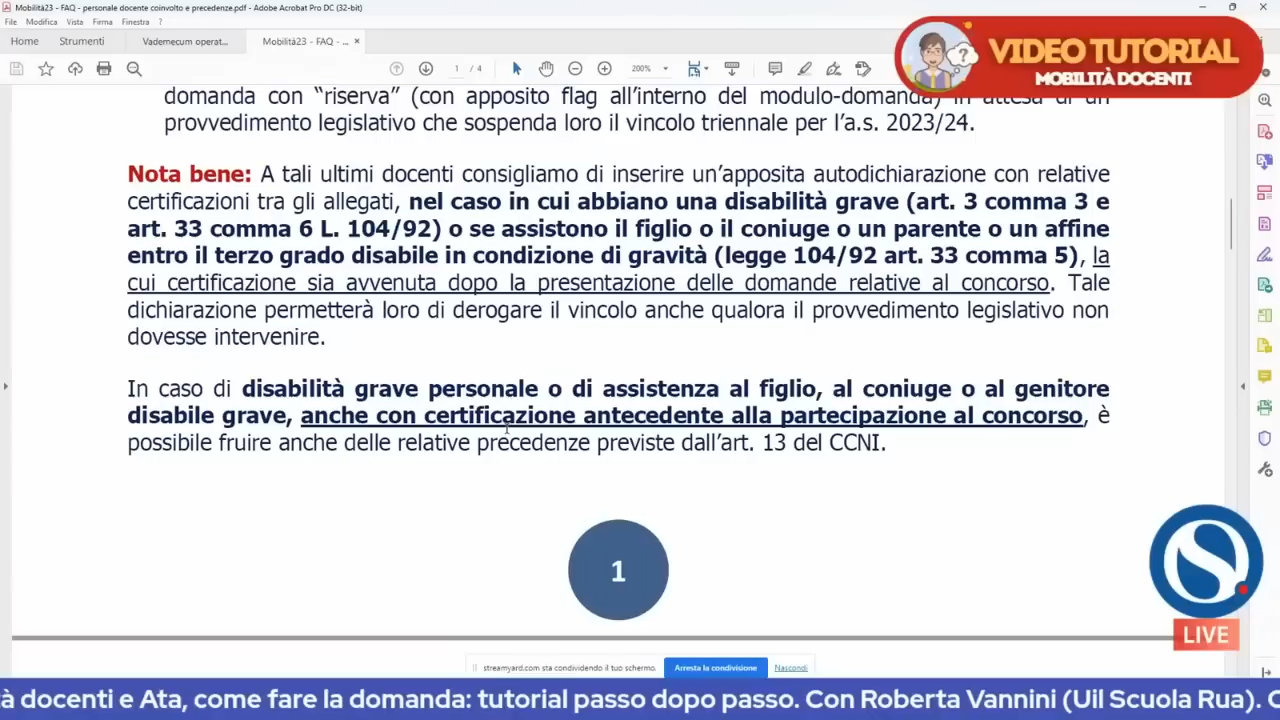 Mobilità23 - FAQ - personale docente coinvolto e precedenze.pdf - Adobe Acrobat Pro DC (32-bit)
File Modifica Vista Firma Finestra ?
Home Strumenti Vademecum operat... Mobilità23 - FAQ - ... ×
1 / 4 200%
VIDEO TUTORIAL
MOBILITÀ DOCENTI
domanda con “riserva” (con apposito flag all’interno del modulo-domanda) in attesa di un
provvedimento legislativo che sospenda loro il vincolo triennale per l’a.s. 2023/24.
Nota bene: A tali ultimi docenti consigliamo di inserire un’apposita autodichiarazione con relative
certificazioni tra gli allegati, nel caso in cui abbiano una disabilità grave (art. 3 comma 3 e
art. 33 comma 6 L. 104/92) o se assistono il figlio o il coniuge o un parente o un affine
entro il terzo grado disabile in condizione di gravità (legge 104/92 art. 33 comma 5), la
cui certificazione sia avvenuta dopo la presentazione delle domande relative al concorso. Tale
dichiarazione permetterà loro di derogare il vincolo anche qualora il provvedimento legislativo non
dovesse intervenire.
In caso di disabilità grave personale o di assistenza al figlio, al coniuge o al genitore
disabile grave, anche con certificazione antecedente alla partecipazione al concorso, è
possibile fruire anche delle relative precedenze previste dall’art. 13 del CCNI.
1
S
LIVE
streamyard.com sta condividendo il tuo schermo. Arresta la condivisione Nascondi
à docenti e Ata, come fare la domanda: tutorial passo dopo passo. Con Roberta Vannini (Uil Scuola Rua). C